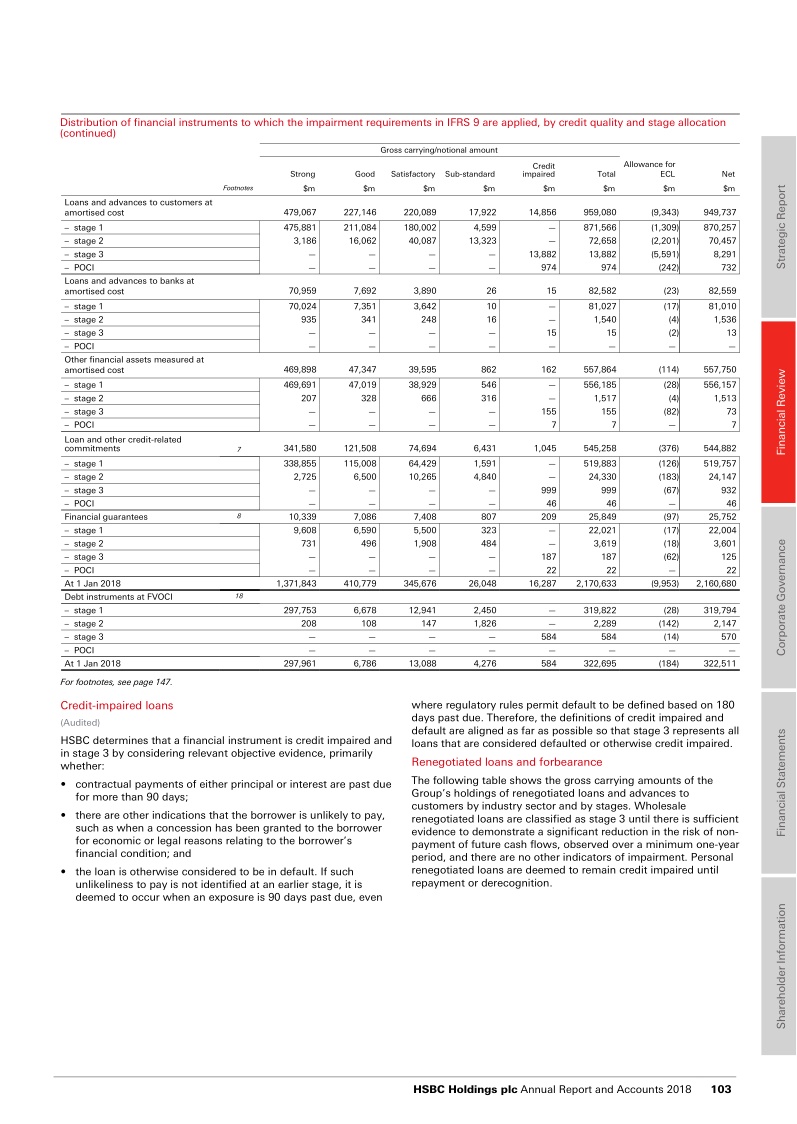 Distribution of financial instruments to which the impairment requirements in IFRS 9 are applied, by credit quality and stage allocation
(continued)
Gross carrying/notional amount
Strong Good Satisfactory Sub-standard Credit impaired Total Allowance for ECL Net
Footnotes $m $m $m $m $m $m $m $m
Loans and advances to customers at
amortised cost 479,067 227,146 220,089 17,922 14,856 959,080 (9,343) 949,737
– stage 1 475,881 211,084 180,002 4,599 — 871,566 (1,309) 870,257
– stage 2 3,186 16,062 40,087 13,323 — 72,658 (2,201) 70,457
– stage 3 — — — — 13,882 13,882 (5,591) 8,291
– POCI — — — — 974 974 (242) 732
Loans and advances to banks at
amortised cost 70,959 7,692 3,890 26 15 82,582 (23) 82,559
– stage 1 70,024 7,351 3,642 10 — 81,027 (17) 81,010
– stage 2 935 341 248 16 — 1,540 (4) 1,536
– stage 3 — — — — 15 15 (2) 13
– POCI — — — — — — — —
Other financial assets measured at
amortised cost 469,898 47,347 39,595 862 162 557,864 (114) 557,750
– stage 1 469,691 47,019 38,929 546 — 556,185 (28) 556,157
– stage 2 207 328 666 316 — 1,517 (4) 1,513
– stage 3 — — — — 155 155 (82) 73
– POCI — — — — 7 7 — 7
Loan and other credit-related
commitments 7 341,580 121,508 74,694 6,431 1,045 545,258 (376) 544,882
– stage 1 338,855 115,008 64,429 1,591 — 519,883 (126) 519,757
– stage 2 2,725 6,500 10,265 4,840 — 24,330 (183) 24,147
– stage 3 — — — — 999 999 (67) 932
– POCI — — — — 46 46 — 46
Financial guarantees 8 10,339 7,086 7,408 807 209 25,849 (97) 25,752
– stage 1 9,608 6,590 5,500 323 — 22,021 (17) 22,004
– stage 2 731 496 1,908 484 — 3,619 (18) 3,601
– stage 3 — — — — 187 187 (62) 125
– POCI — — — — 22 22 — 22
At 1 Jan 2018 1,371,843 410,779 345,676 26,048 16,287 2,170,633 (9,953) 2,160,680
Debt instruments at FVOCI 18
– stage 1 297,753 6,678 12,941 2,450 — 319,822 (28) 319,794
– stage 2 208 108 147 1,826 — 2,289 (142) 2,147
– stage 3 — — — — 584 584 (14) 570
– POCI — — — — — — — —
At 1 Jan 2018 297,961 6,786 13,088 4,276 584 322,695 (184) 322,511
For footnotes, see page 147.
Credit-impaired loans
(Audited)
HSBC determines that a financial instrument is credit impaired and
in stage 3 by considering relevant objective evidence, primarily
whether:
• contractual payments of either principal or interest are past due
for more than 90 days;
• there are other indications that the borrower is unlikely to pay,
such as when a concession has been granted to the borrower
for economic or legal reasons relating to the borrower's
financial condition; and
• the loan is otherwise considered to be in default. If such
unlikeliness to pay is not identified at an earlier stage, it is
deemed to occur when an exposure is 90 days past due, even
where regulatory rules permit default to be defined based on 180
days past due. Therefore, the definitions of credit impaired and
default are aligned as far as possible so that stage 3 represents all
loans that are considered defaulted or otherwise credit impaired.
Renegotiated loans and forbearance
The following table shows the gross carrying amounts of the
Group's holdings of renegotiated loans and advances to
customers by industry sector and by stages. Wholesale
renegotiated loans are classified as stage 3 until there is sufficient
evidence to demonstrate a significant reduction in the risk of non-
payment of future cash flows, observed over a minimum one-year
period, and there are no other indicators of impairment. Personal
renegotiated loans are deemed to remain credit impaired until
repayment or derecognition.
Strategic Report
Financial Review
Corporate Governance
Financial Statements
Shareholder Information
HSBC Holdings plc Annual Report and Accounts 2018 103